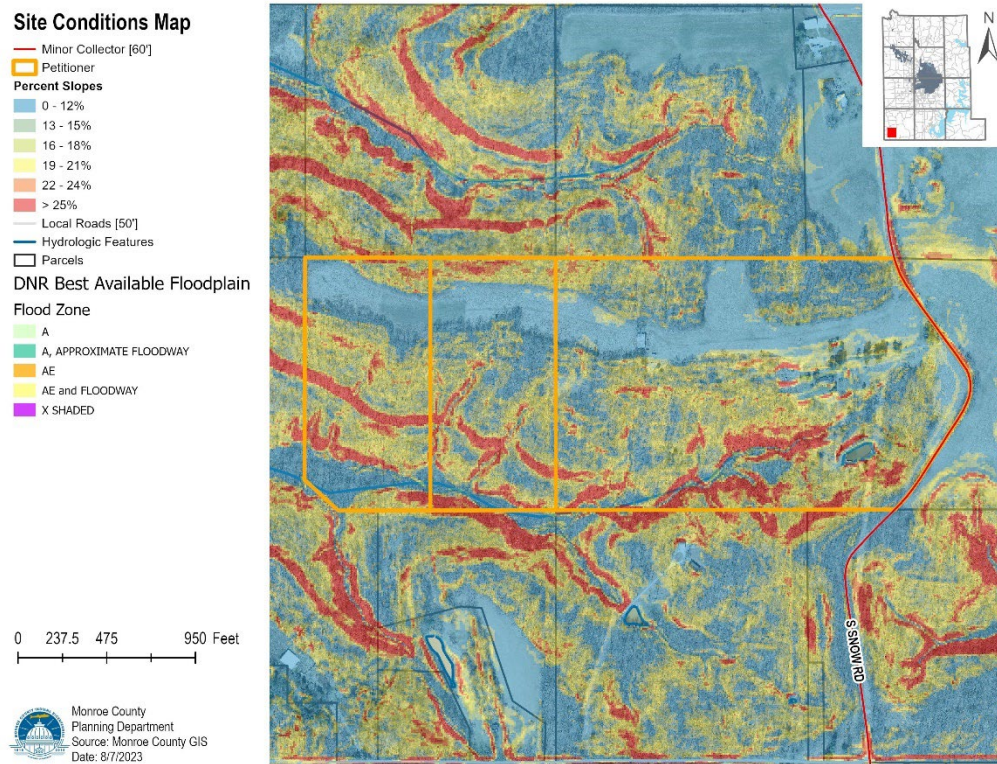 Site Conditions Map
Minor Collector [60']
Petitioner
Percent Slopes
0 - 12%
13 - 15%
16 - 18%
19 - 21%
22 - 24%
> 25%
Local Roads [50']
Hydrologic Features
Parcels
DNR Best Available Floodplain
Flood Zone
A
A, APPROXIMATE FLOODWAY
AE
AE and FLOODWAY
X SHADED
0 237.5 475 950 Feet
Monroe County
Planning Department
Source: Monroe County GIS
Date: 8/7/2023
N
S SNOW RD